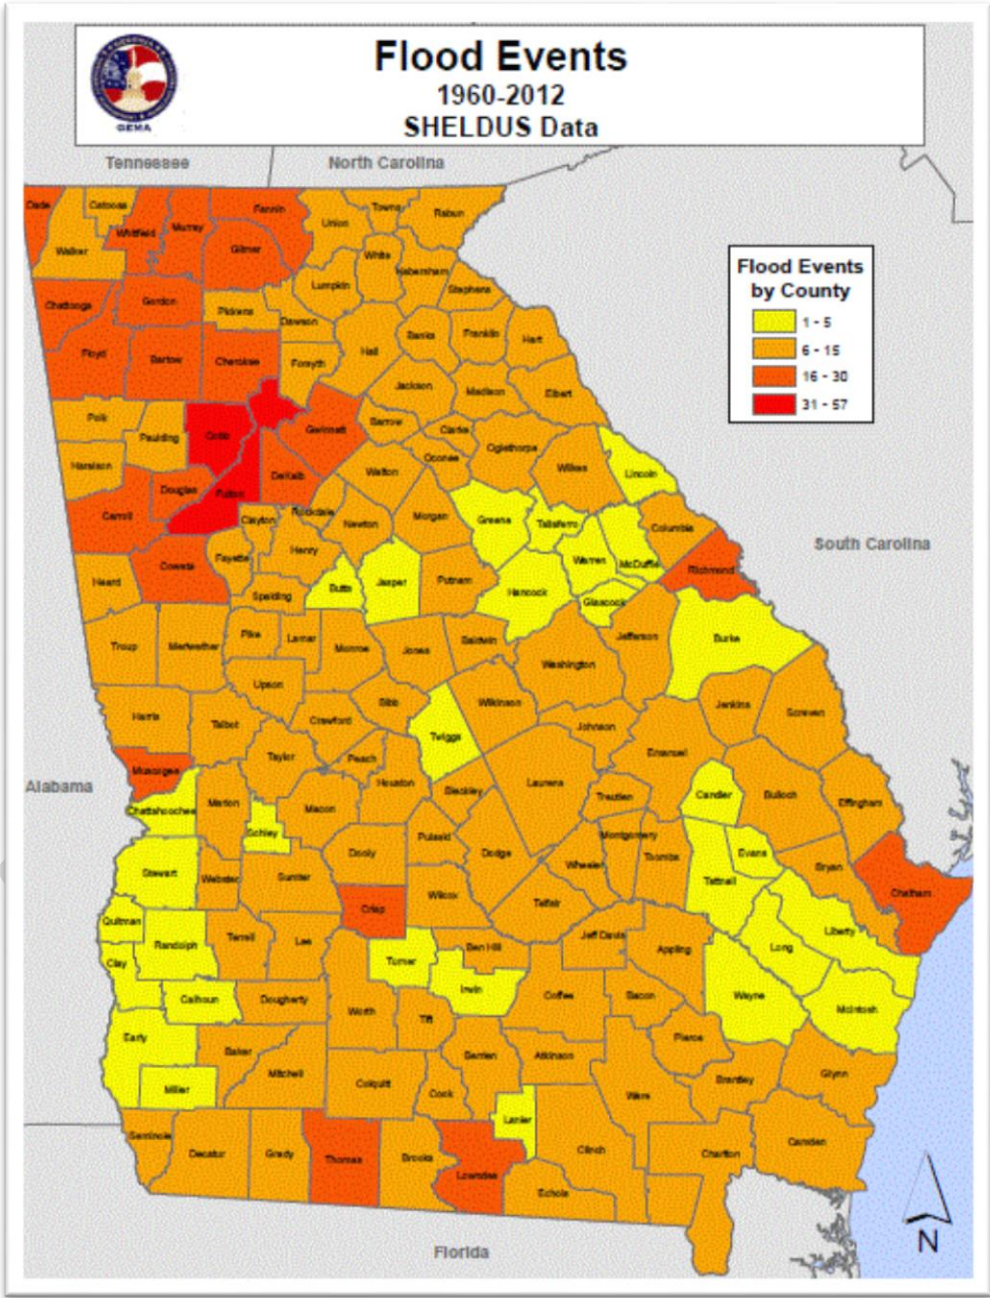 Flood Events
1960-2012
SHELDUS Data
GEMA
Tennessee
North Carolina
Flood Events
by County
1 - 5
6 - 15
16 - 30
31 - 57
South Carolina
Alabama
Florida
N
Dade
Catoosa
Whitfield
Murray
Fannin
Union
Towns
Rabun
Walker
Gilmer
White
Habersham
Lumpkin
Stephens
Chattooga
Gordon
Pickens
Dawson
Banks
Franklin
Hart
Floyd
Bartow
Cherokee
Forsyth
Hall
Jackson
Madison
Elbert
Polk
Paulding
Cobb
Gwinnett
Barrow
Clarke
Oconee
Oglethorpe
Wilkes
Lincoln
Haralson
Douglas
Fulton
DeKalb
Walton
Carroll
Clayton
Rockdale
Newton
Morgan
Greene
Taliaferro
Columbia
Heard
Coweta
Fayette
Henry
Butts
Jasper
Putnam
Hancock
Warren
McDuffie
Richmond
Glascock
Spalding
Troup
Meriwether
Pike
Lamar
Monroe
Jones
Baldwin
Washington
Jefferson
Burke
Upson
Harris
Talbot
Crawford
Bibb
Wilkinson
Twiggs
Johnson
Jenkins
Screven
Emanuel
Muscogee
Taylor
Peach
Houston
Bleckley
Laurens
Treutlen
Candler
Bulloch
Effingham
Chattahoochee
Marion
Schley
Macon
Dooly
Pulaski
Dodge
Wheeler
Montgomery
Toombs
Evans
Tattnall
Bryan
Chatham
Stewart
Webster
Sumter
Crisp
Wilcox
Telfair
Quitman
Randolph
Terrell
Lee
Turner
Ben Hill
Jeff Davis
Appling
Long
Liberty
Clay
Calhoun
Dougherty
Worth
Tift
Irwin
Coffee
Bacon
Wayne
McIntosh
Early
Baker
Mitchell
Colquitt
Cook
Berrien
Atkinson
Pierce
Ware
Brantley
Glynn
Miller
Lanier
Seminole
Decatur
Grady
Thomas
Brooks
Lowndes
Echols
Clinch
Charlton
Camden